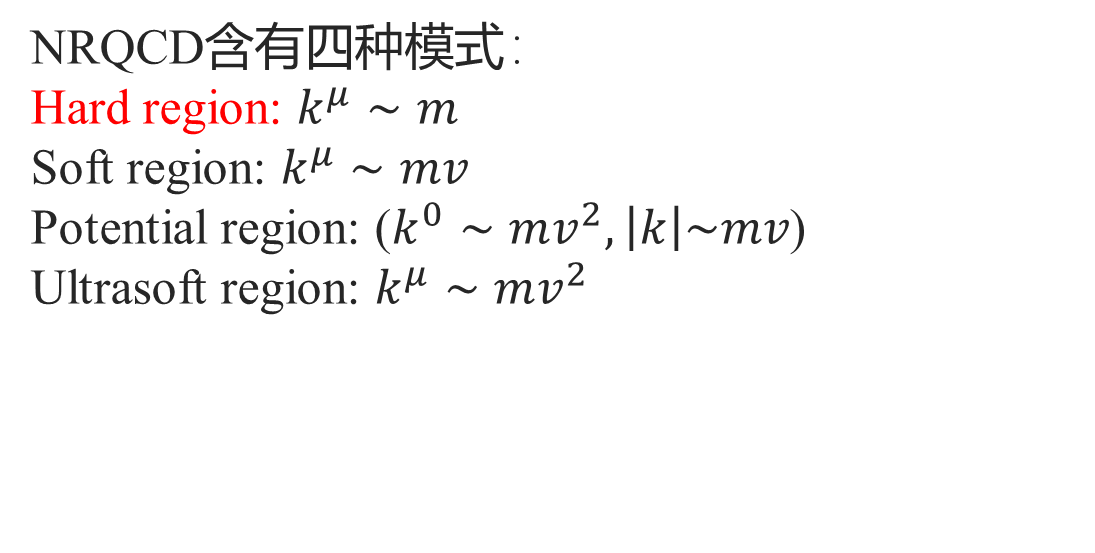 NRQCD含有四种模式:
Hard region: k^μ ~ m
Soft region: k^μ ~ mv
Potential region: (k^0 ~ mv^2, |k|~mv)
Ultrasoft region: k^μ ~ mv^2